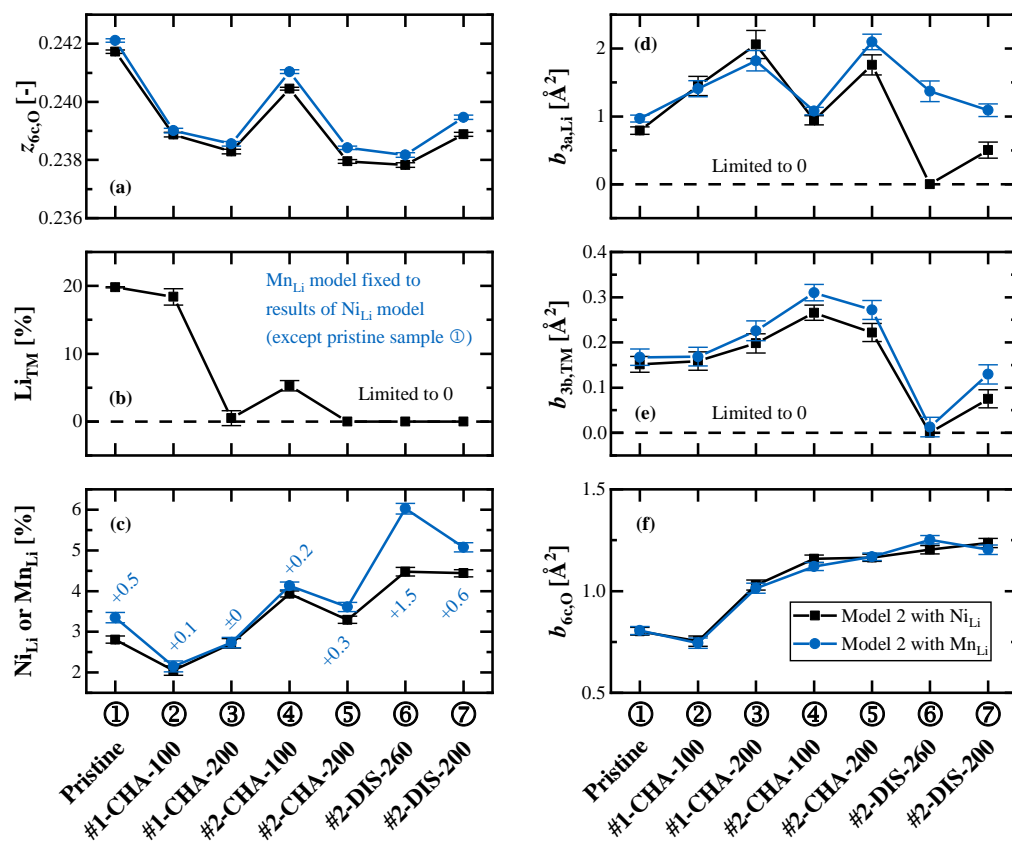 0.242
0.240
0.238
0.236
z6c,O [-]
(a)
20
10
0
LiTM [%]
MnLi model fixed to
results of NiLi model
(except pristine sample ①)
Limited to 0
(b)
6
5
4
3
2
NiLi or MnLi [%]
(c)
+0.5
+0.1
±0
+0.2
+0.3
+1.5
+0.6
① ② ③ ④ ⑤ ⑥ ⑦
Pristine
#1-CHA-100
#1-CHA-200
#2-CHA-100
#2-CHA-200
#2-DIS-260
#2-DIS-200
2
1
0
b3a,Li [Å2]
(d)
Limited to 0
0.4
0.3
0.2
0.1
0.0
b3b,TM [Å2]
Limited to 0
(e)
1.5
1.0
0.5
b6c,O [Å2]
(f)
Model 2 with NiLi
Model 2 with MnLi
① ② ③ ④ ⑤ ⑥ ⑦
Pristine
#1-CHA-100
#1-CHA-200
#2-CHA-100
#2-CHA-200
#2-DIS-260
#2-DIS-200